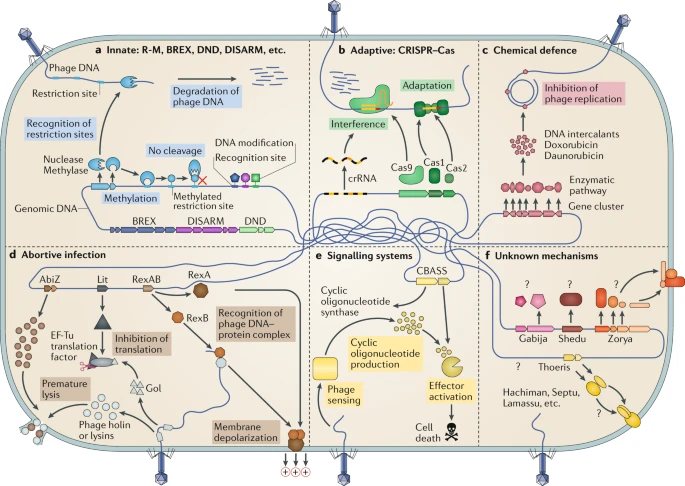 a Innate: R-M, BREX, DND, DISARM, etc.
Phage DNA
Restriction site
Degradation of
phage DNA
Recognition of
restriction sites
No cleavage
DNA modification
Recognition site
Nuclease
Methylase
Methylation
Methylated
restriction site
Genomic DNA
BREX
DISARM
DND
b Adaptive: CRISPR–Cas
Adaptation
Interference
crRNA
Cas9
Cas1
Cas2
c Chemical defence
Inhibition of
phage replication
DNA intercalants
Doxorubicin
Daunorubicin
Enzymatic
pathway
Gene cluster
d Abortive infection
AbiZ
Lit
RexAB
RexA
RexB
Recognition of
phage DNA–
protein complex
EF-Tu
translation
factor
Inhibition of
translation
Premature
lysis
Gol
Phage holin
or lysins
Membrane
depolarization
+ + +
e Signalling systems
CBASS
Cyclic
oligonucleotide
synthase
Cyclic
oligonucleotide
production
Phage
sensing
Effector
activation
Cell
death
f Unknown mechanisms
?
?
?
Gabija
Shedu
Zorya
?
Thoeris
Hachiman, Septu,
Lamassu, etc.
?